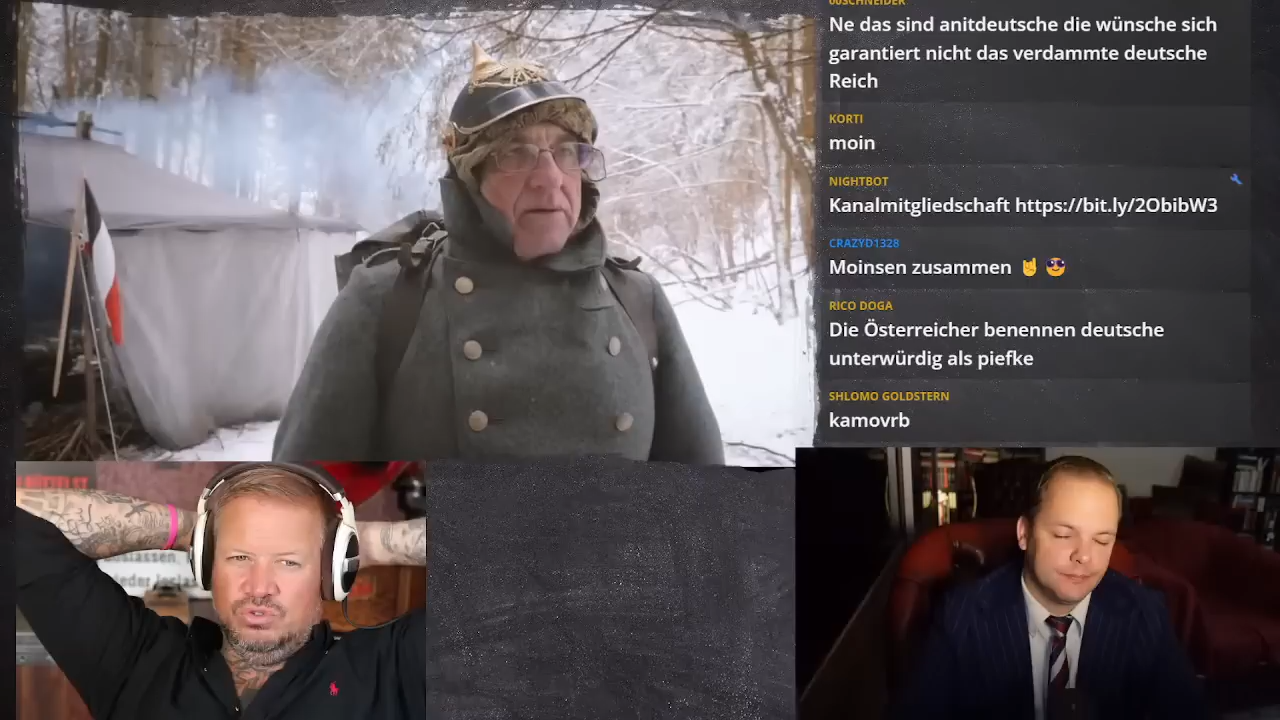 Ne das sind anitdeutsche die wünsche sich
garantiert nicht das verdammte deutsche
Reich
KORTI
moin
NIGHTBOT
Kanalmitgliedschaft https://bit.ly/2ObibW3
CRAZYD1328
Moinsen zusammen 🤘 😎
RICO DOGA
Die Österreicher benennen deutsche
unterwürdig als piefke
SHLOMO GOLDSTERN
kamovrb